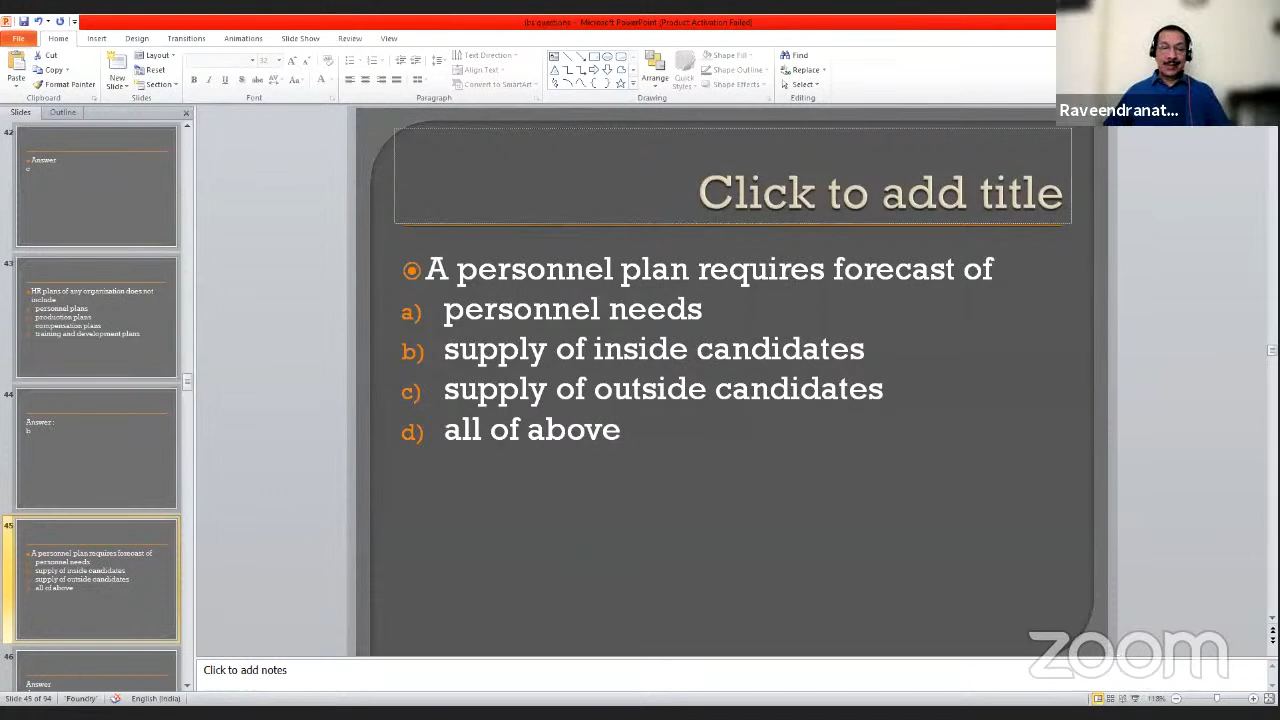 ibs questions - Microsoft PowerPoint (Product Activation Failed)
File Home Insert Design Transitions Animations Slide Show Review View
Paste
Cut
Copy
Format Painter
Clipboard
New
Slide
Layout
Reset
Section
Slides
32
Font
Text Direction
Align Text
Convert to SmartArt
Paragraph
Arrange
Quick
Styles
Shape Fill
Shape Outline
Shape Effects
Drawing
Find
Replace
Select
Editing
Raveendranat...
Slides Outline
42
Answer
c
43
HR plans of any organization does not
include
personnel plans
production plans
compensation plans
training and development plans
44
Answer :
b
45
A personnel plan requires forecast of
personnel needs
supply of inside candidates
supply of outside candidates
all of above
46
Answer
Click to add title
A personnel plan requires forecast of
a) personnel needs
b) supply of inside candidates
c) supply of outside candidates
d) all of above
zoom
Click to add notes
Slide 45 of 94 "Foundry" English (India) 118%